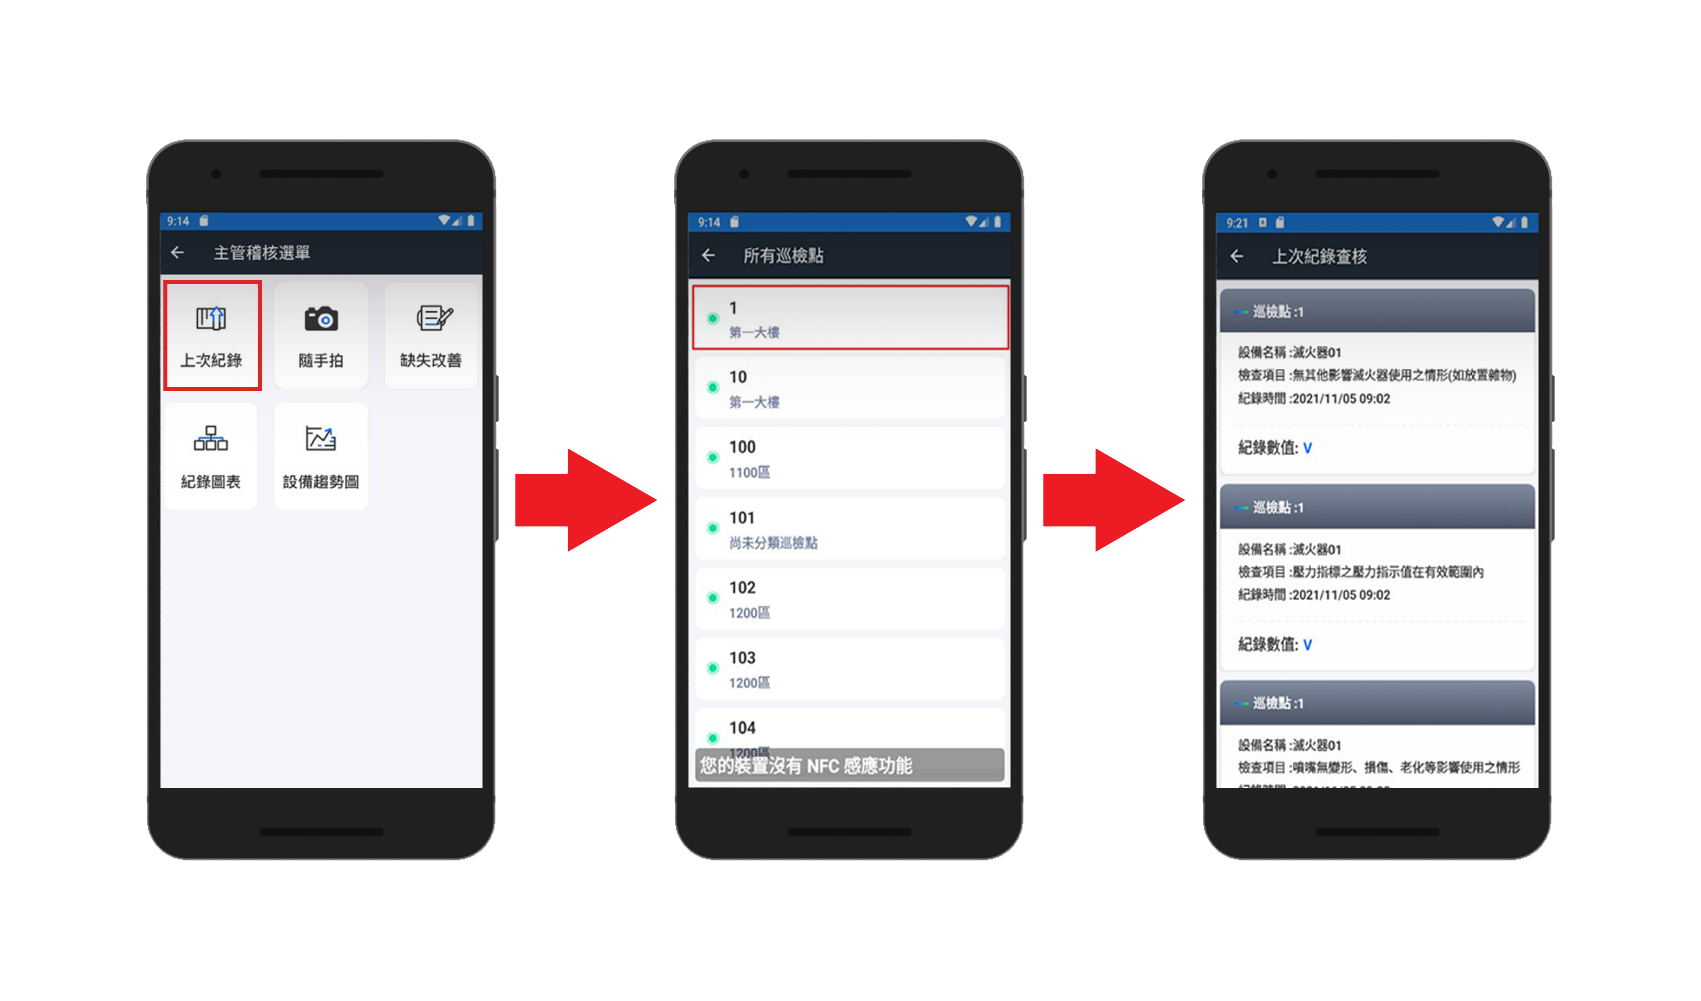 9:14
主管稽核選單
上次紀錄
隨手拍
缺失改善
紀錄圖表
設備趨勢圖
9:14
所有巡檢點
1
第一大樓
10
第一大樓
100
1100區
101
尚未分類巡檢點
102
1200區
103
1200區
104
1200區
您的裝置沒有 NFC 感應功能
9:21
上次紀錄查核
巡檢點 :1
設備名稱 :滅火器01
檢查項目 :無其他影響滅火器使用之情形(如放置雜物)
紀錄時間 :2021/11/05 09:02
紀錄數值: V
巡檢點 :1
設備名稱 :滅火器01
檢查項目 :壓力指標之壓力指示值在有效範圍內
紀錄時間 :2021/11/05 09:02
紀錄數值: V
巡檢點 :1
設備名稱 :滅火器01
檢查項目 :噴嘴無變形、損傷、老化等影響使用之情形